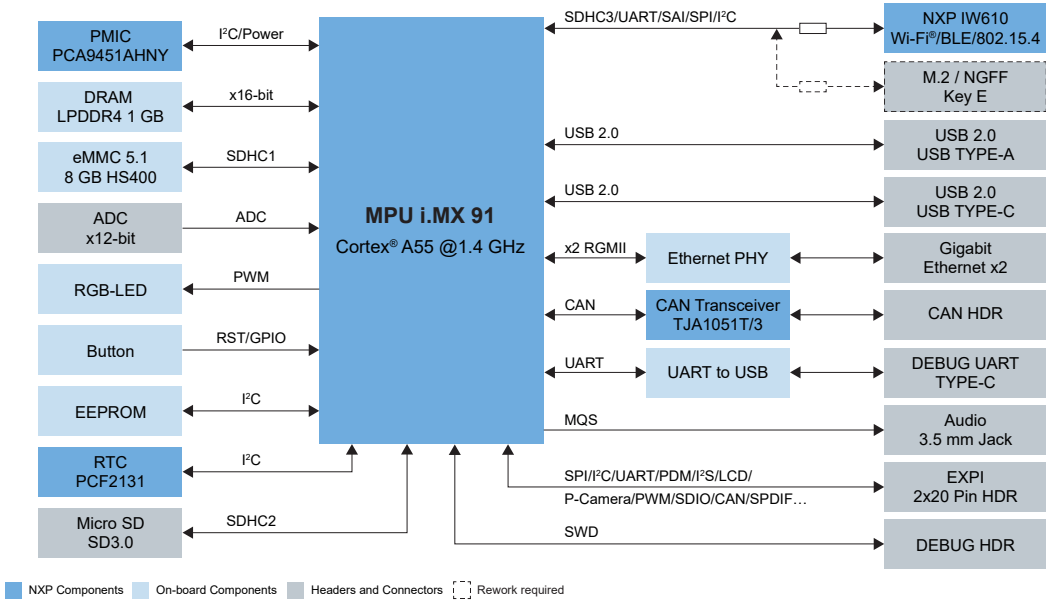 PMIC
PCA9451AHNY
I²C/Power
DRAM
LPDDR4 1 GB
x16-bit
eMMC 5.1
8 GB HS400
SDHC1
ADC
x12-bit
ADC
RGB-LED
PWM
Button
RST/GPIO
EEPROM
I²C
RTC
PCF2131
I²C
Micro SD
SD3.0
SDHC2
MPU i.MX 91
Cortex® A55 @1.4 GHz
SDHC3/UART/SAI/SPI/I²C
NXP IW610
Wi-Fi®/BLE/802.15.4
M.2 / NGFF
Key E
USB 2.0
USB 2.0
USB TYPE-A
USB 2.0
USB 2.0
USB TYPE-C
x2 RGMII
Ethernet PHY
Gigabit
Ethernet x2
CAN
CAN Transceiver
TJA1051T/3
CAN HDR
UART
UART to USB
DEBUG UART
TYPE-C
MQS
Audio
3.5 mm Jack
SPI/I²C/UART/PDM/I²S/LCD/
P-Camera/PWM/SDIO/CAN/SPDIF...
EXPI
2x20 Pin HDR
SWD
DEBUG HDR
NXP Components
On-board Components
Headers and Connectors
Rework required